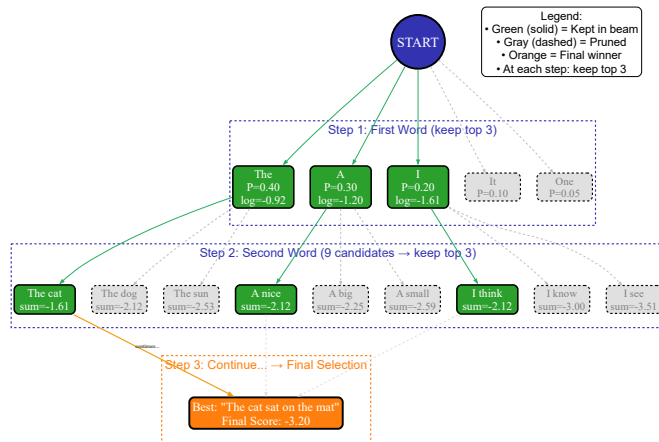 START
Legend:
• Green (solid) = Kept in beam
• Gray (dashed) = Pruned
• Orange = Final winner
• At each step: keep top 3
Step 1: First Word (keep top 3)
The
P=0.40
log=-0.92
A
P=0.30
log=-1.20
I
P=0.20
log=-1.61
It
P=0.10
One
P=0.05
Step 2: Second Word (9 candidates → keep top 3)
The cat
sum=-1.61
The dog
sum=-2.12
The sun
sum=-2.53
A nice
sum=-2.12
A big
sum=-2.25
A small
sum=-2.59
I think
sum=-2.12
I know
sum=-3.00
I see
sum=-3.51
continue...
Step 3: Continue... → Final Selection
Best: "The cat sat on the mat"
Final Score: -3.20